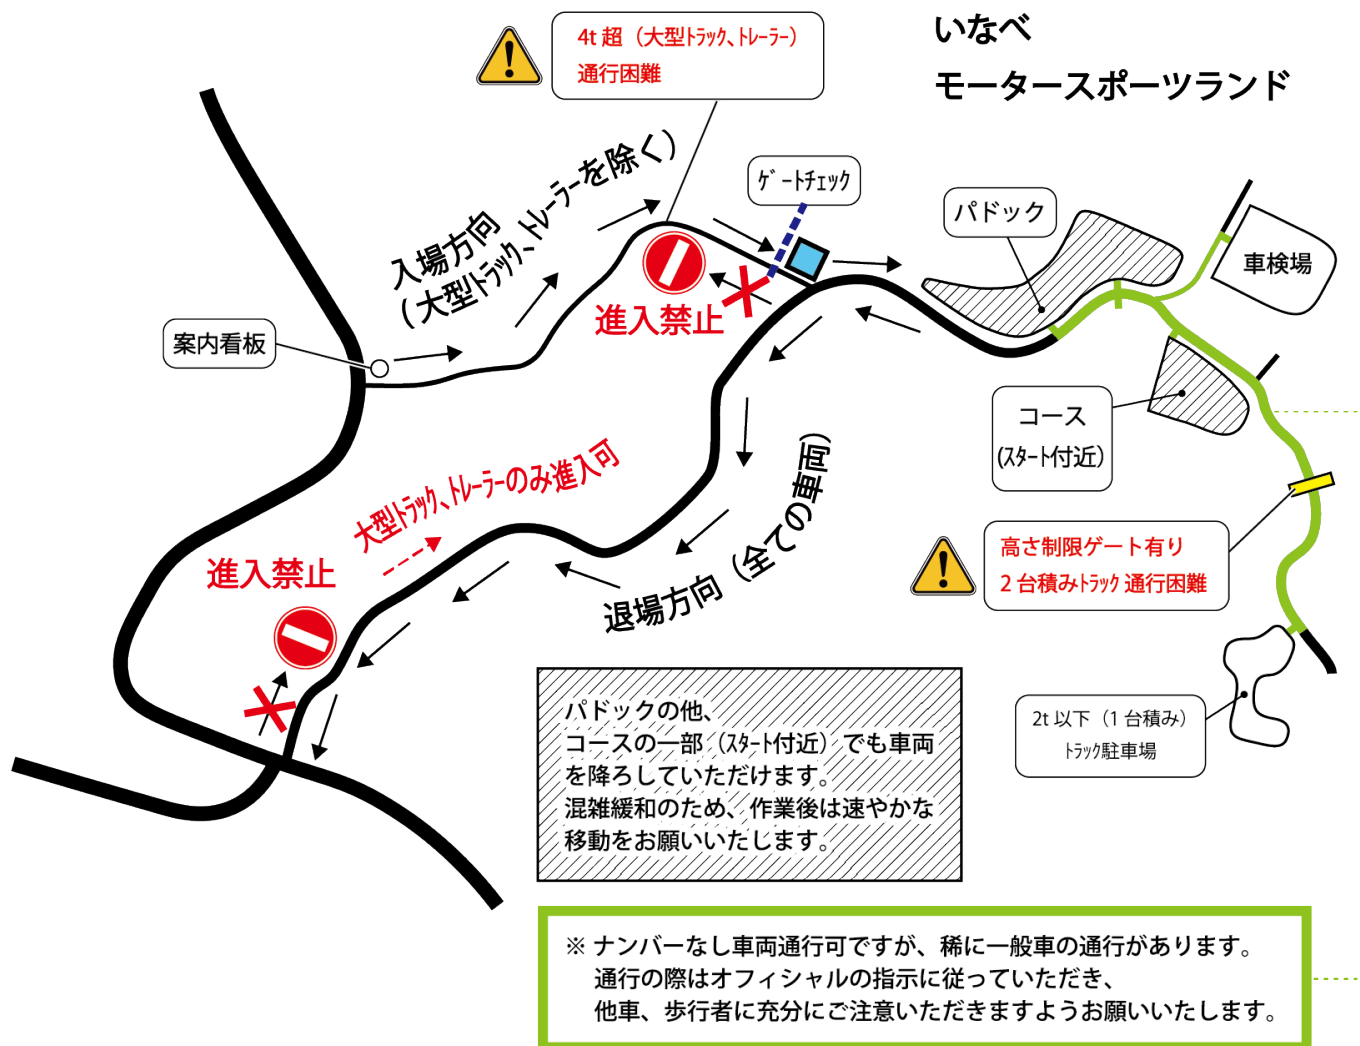 いなべ
モータースポーツランド
4t 超（大型ﾄﾗｯｸ、ﾄﾚｰﾗｰ）
通行困難
入場方向
（大型ﾄﾗｯｸ、ﾄﾚｰﾗｰを除く）
ｹﾞｰﾄﾁｪｯｸ
パドック
車検場
案内看板
進入禁止
コース
(ｽﾀｰﾄ付近)
大型ﾄﾗｯｸ、ﾄﾚｰﾗｰのみ進入可
進入禁止
退場方向（全ての車両）
高さ制限ゲート有り
2 台積みﾄﾗｯｸ 通行困難
2t 以下（1 台積み）
ﾄﾗｯｸ駐車場
パドックの他、
コースの一部（ｽﾀｰﾄ付近）でも車両
を降ろしていただけます。
混雑緩和のため、作業後は速やかな
移動をお願いいたします。
※ ナンバーなし車両通行可ですが、稀に一般車の通行があります。
通行の際はオフィシャルの指示に従っていただき、
他車、歩行者に充分にご注意いただきますようお願いいたします。